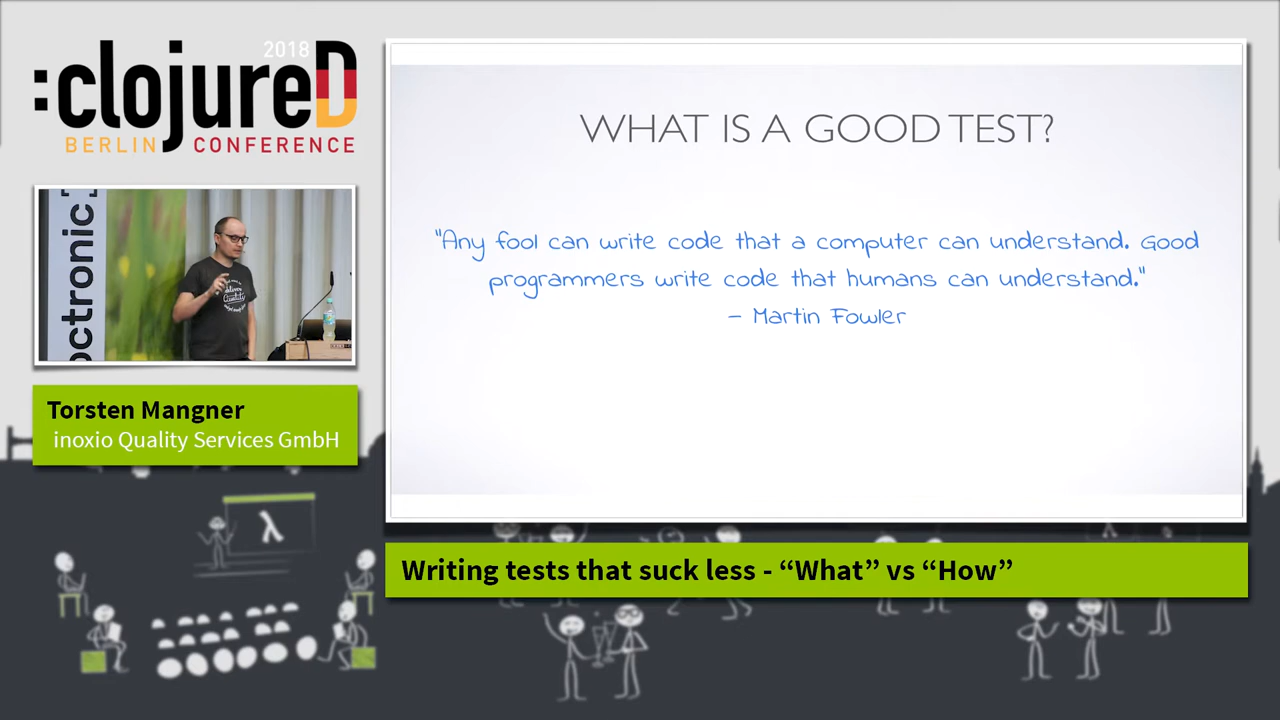 2018
:clojureD
BERLIN CONFERENCE
WHAT IS A GOOD TEST?
"Any fool can write code that a computer can understand. Good
programmers write code that humans can understand."
- Martin Fowler
ctronic
Torsten Mangner
inoxio Quality Services GmbH
λ
Writing tests that suck less - “What” vs “How”